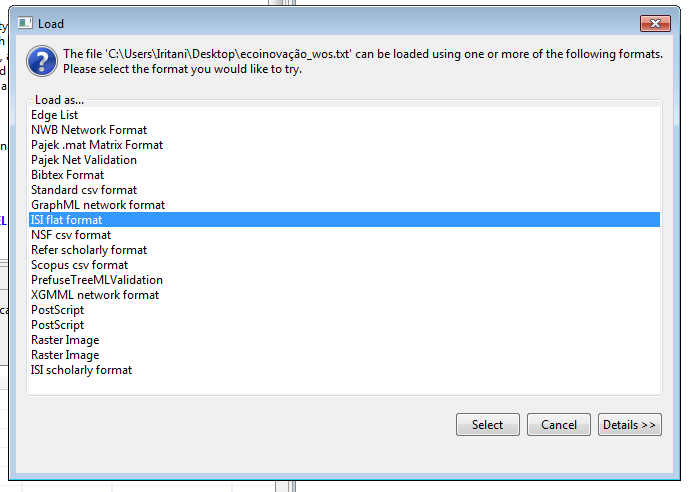 Load
The file 'C:\Users\Iritani\Desktop\ecoinovação_wos.txt' can be loaded using one or more of the following formats.
Please select the format you would like to try.
Load as...
Edge List
NWB Network Format
Pajek .mat Matrix Format
Pajek Net Validation
Bibtex Format
Standard csv format
GraphML network format
ISI flat format
NSF csv format
Refer scholarly format
Scopus csv format
PrefuseTreeMLValidation
XGMML network format
PostScript
PostScript
Raster Image
Raster Image
ISI scholarly format
Select Cancel Details >>